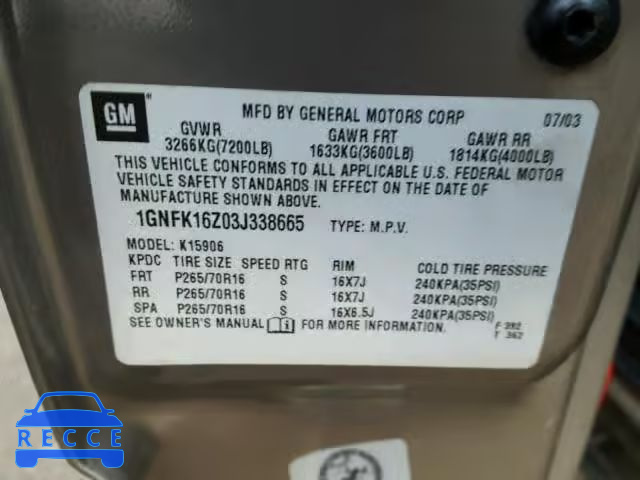 GM
MFD BY GENERAL MOTORS CORP 07/03
GVWR GAWR FRT GAWR RR
3266KG(7200LB) 1633KG(3600LB) 1814KG(4000LB)
THIS VEHICLE CONFORMS TO ALL APPLICABLE U.S. FEDERAL MOTOR
VEHICLE SAFETY STANDARDS IN EFFECT ON THE DATE OF
MANUFACTURE SHOWN ABOVE.
1GNFK16Z03J338665 TYPE: M.P.V.
MODEL: K15906
KPDC TIRE SIZE SPEED RTG RIM COLD TIRE PRESSURE
FRT P265/70R16 S 16X7J 240KPA(35PSI)
RR P265/70R16 S 16X7J 240KPA(35PSI)
SPA P265/70R16 S 16X6.5J 240KPA(35PSI)
SEE OWNER'S MANUAL FOR MORE INFORMATION.
F 392
T 362
RECCE